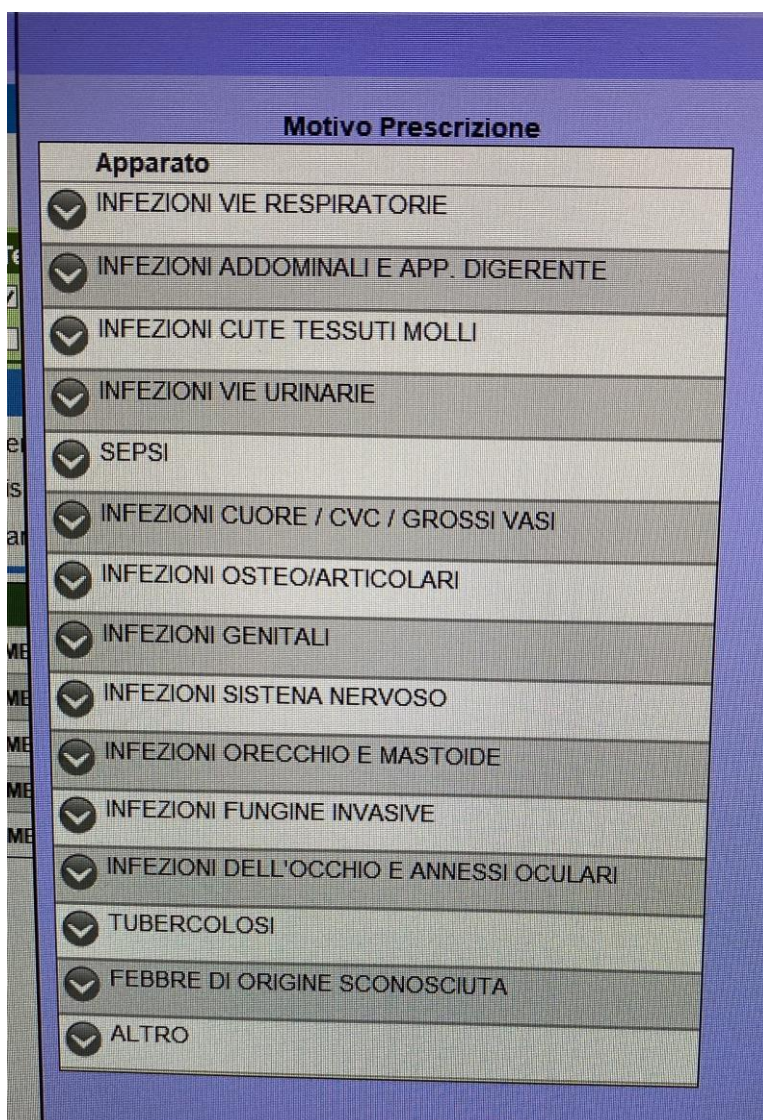 Motivo Prescrizione
Apparato
INFEZIONI VIE RESPIRATORIE
INFEZIONI ADDOMINALI E APP. DIGERENTE
INFEZIONI CUTE TESSUTI MOLLI
INFEZIONI VIE URINARIE
SEPSI
INFEZIONI CUORE / CVC / GROSSI VASI
INFEZIONI OSTEO/ARTICOLARI
INFEZIONI GENITALI
INFEZIONI SISTENA NERVOSO
INFEZIONI ORECCHIO E MASTOIDE
INFEZIONI FUNGINE INVASIVE
INFEZIONI DELL'OCCHIO E ANNESSI OCULARI
TUBERCOLOSI
FEBBRE DI ORIGINE SCONOSCIUTA
ALTRO